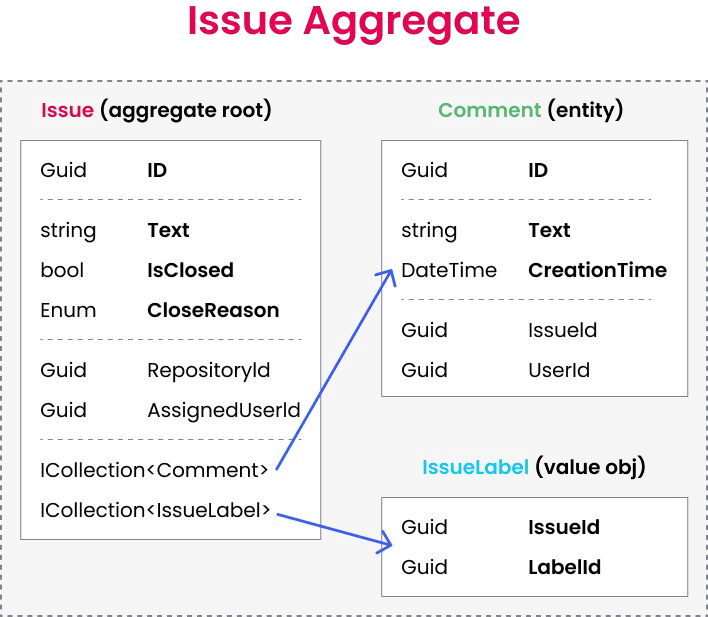 Issue Aggregate
Issue (aggregate root)
Guid ID
string Text
bool IsClosed
Enum CloseReason
Guid RepositoryId
Guid AssignedUserId
ICollection<Comment>
ICollection<IssueLabel>
Comment (entity)
Guid ID
string Text
DateTime CreationTime
Guid IssueId
Guid UserId
IssueLabel (value obj)
Guid IssueId
Guid LabelId